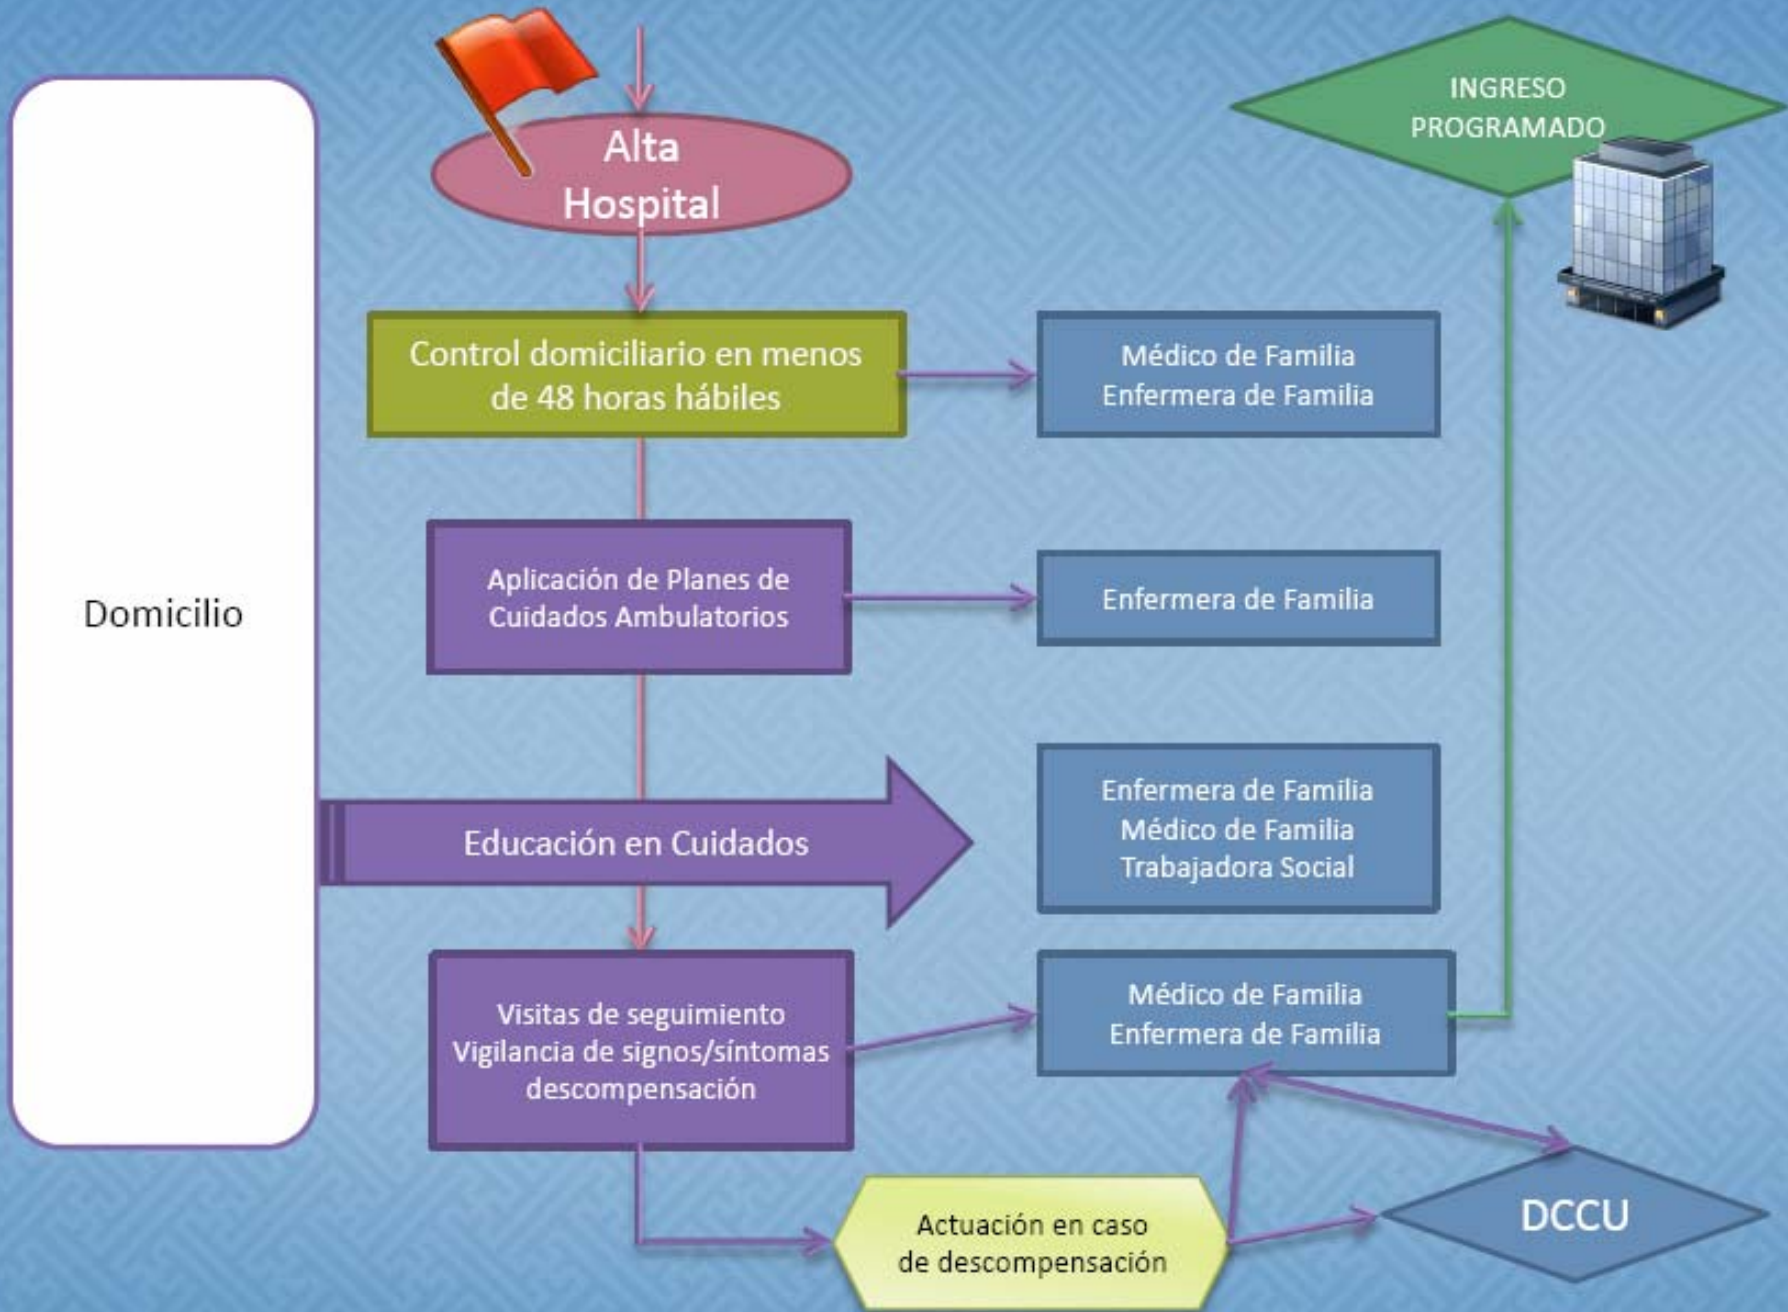 Domicilio
Alta
Hospital
INGRESO
PROGRAMADO
Control domiciliario en menos
de 48 horas hábiles
Médico de Familia
Enfermera de Familia
Aplicación de Planes de
Cuidados Ambulatorios
Enfermera de Familia
Educación en Cuidados
Enfermera de Familia
Médico de Familia
Trabajadora Social
Visitas de seguimiento
Vigilancia de signos/síntomas
descompensación
Médico de Familia
Enfermera de Familia
Actuación en caso
de descompensación
DCCU